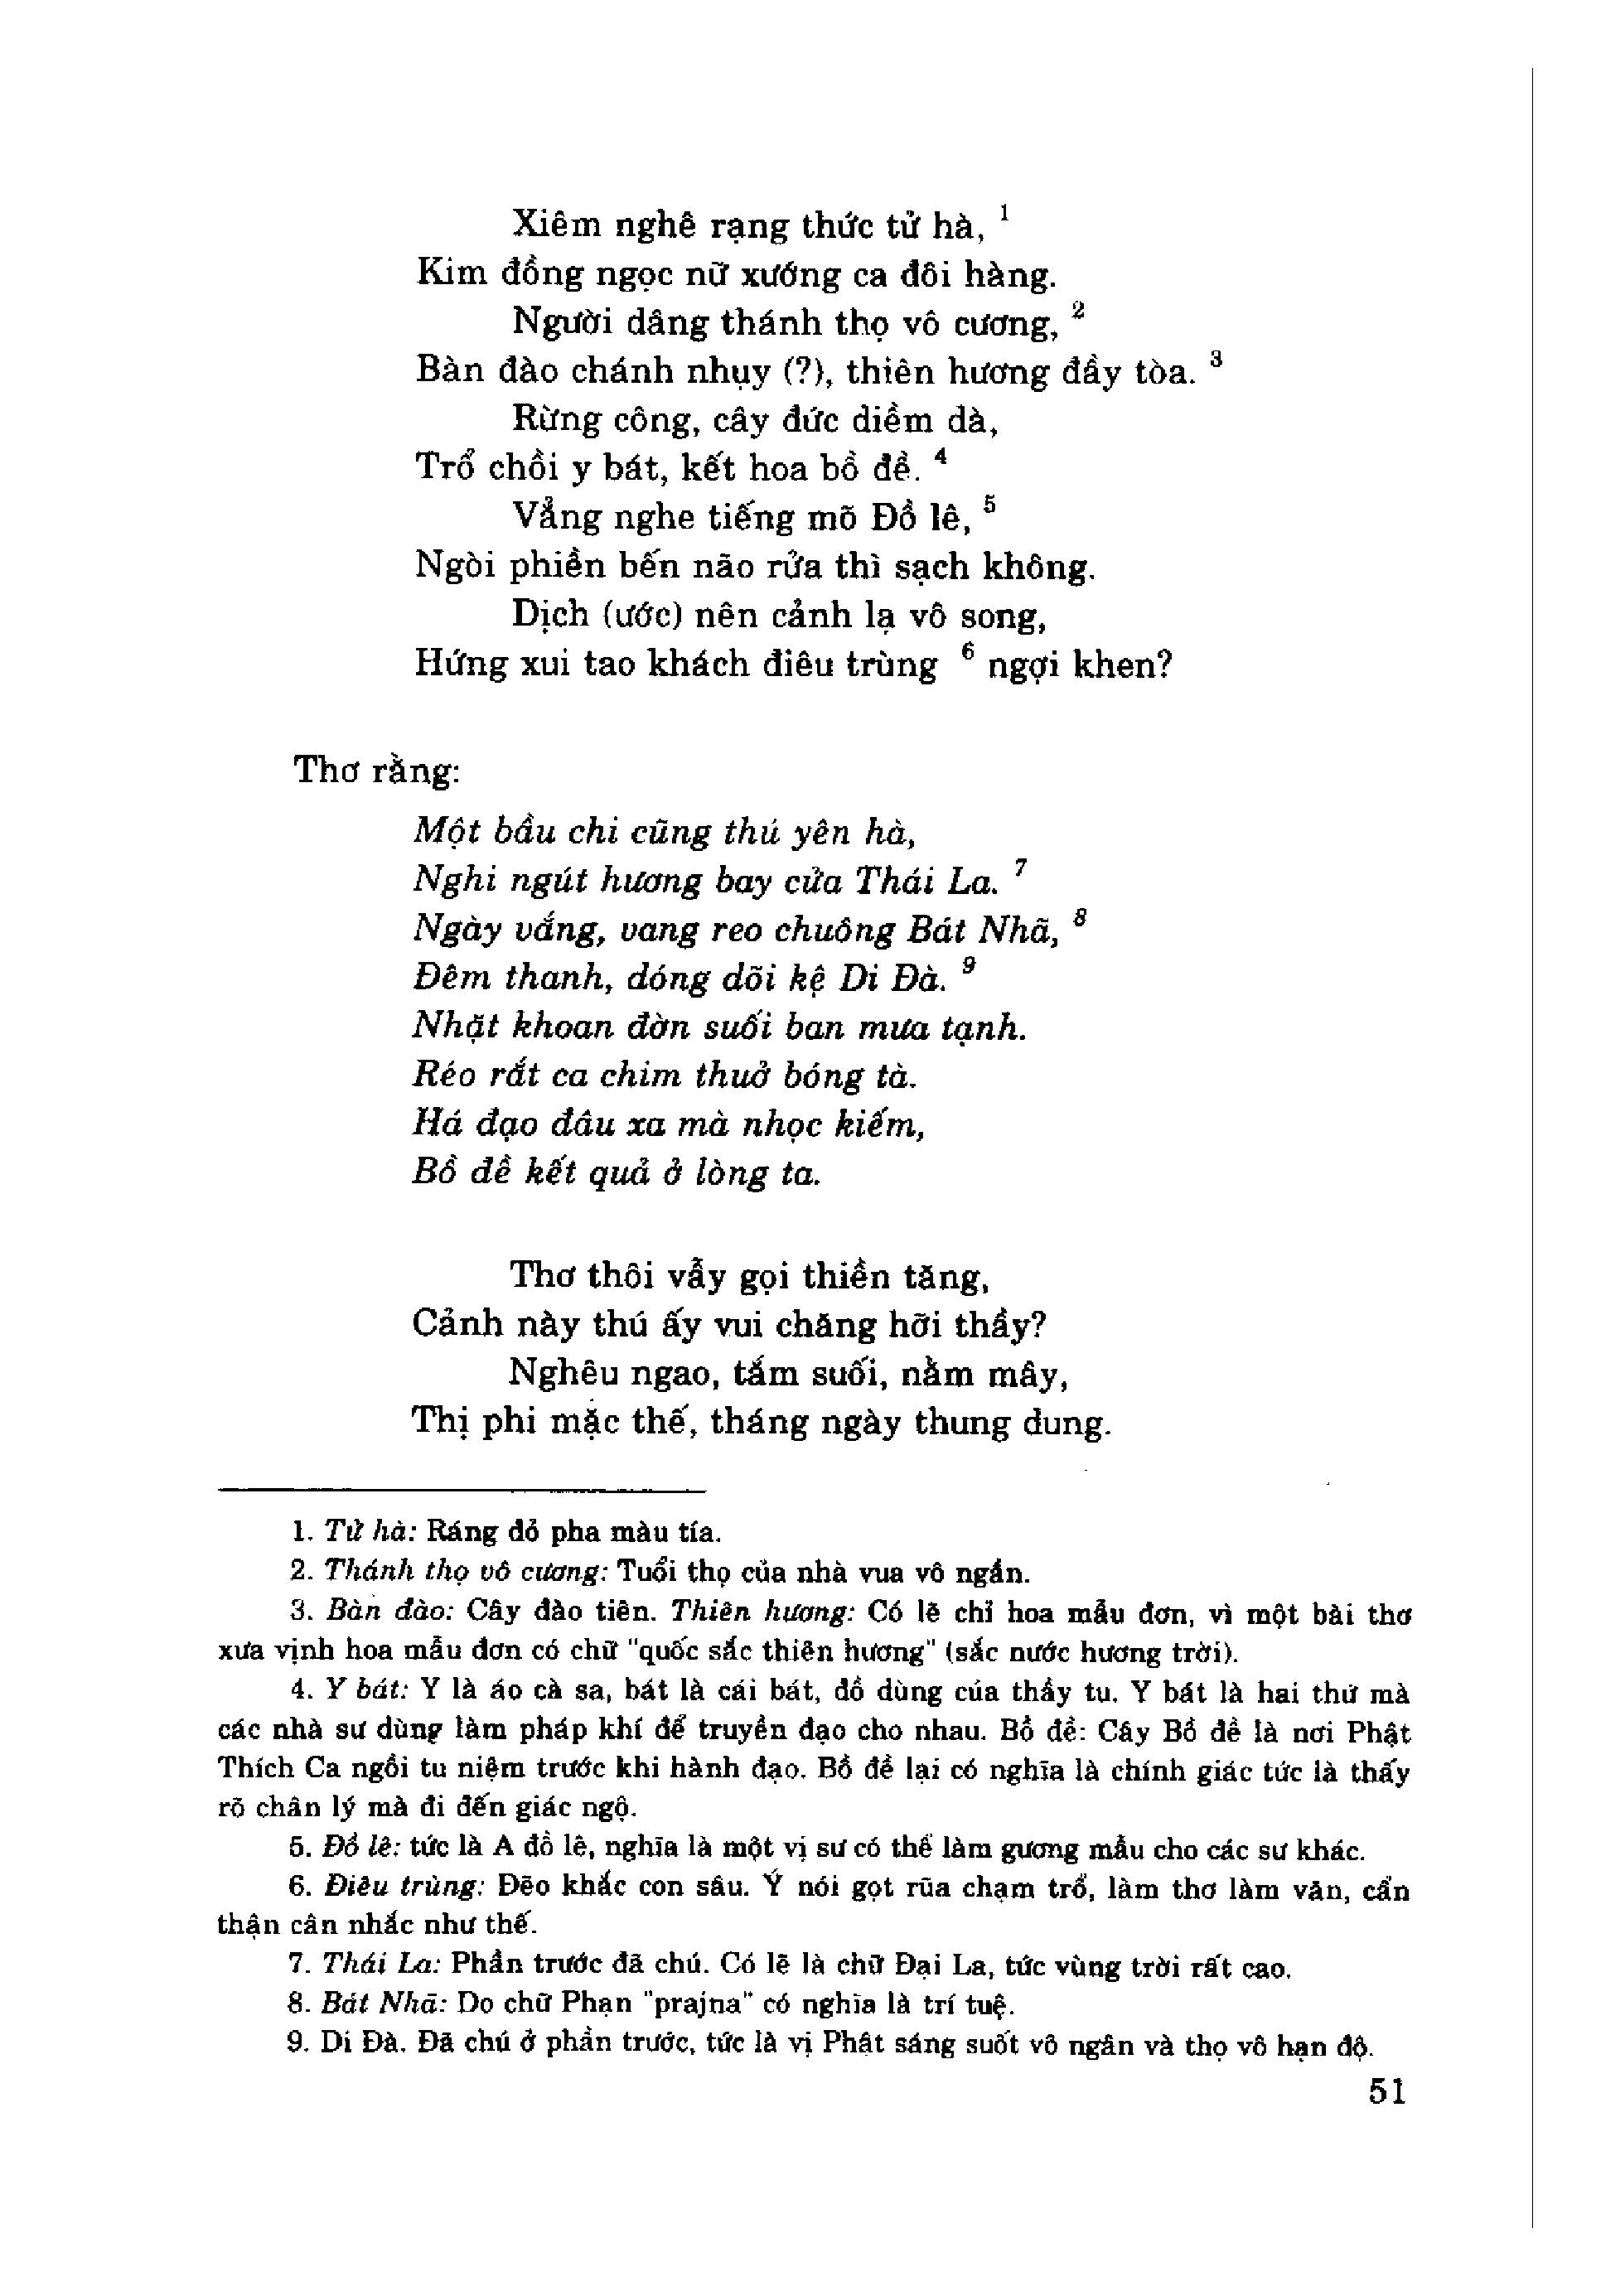 Xiêm nghê rạng thức tử hà, 1
Kim đồng ngọc nữ xướng ca đôi hàng.
Người dâng thánh thọ vô cương, 2
Bàn đào chánh nhụy (?), thiên hương đầy tòa. 3
Rừng công, cây đức diềm dà,
Trổ chồi y bát, kết hoa bồ đề. 4
Vẳng nghe tiếng mõ Đồ lê, 5
Ngòi phiền bến não rửa thì sạch không.
Dịch (ước) nên cảnh lạ vô song,
Hứng xui tao khách điêu trùng 6 ngợi khen?
Thơ rằng:
Một bầu chi cũng thú yên hà,
Nghi ngút hương bay cửa Thái La. 7
Ngày vắng, vang reo chuông Bát Nhã, 8
Đêm thanh, dóng dõi kệ Di Đà. 9
Nhặt khoan đờn suối ban mưa tạnh.
Réo rắt ca chim thuở bóng tà.
Há đạo đâu xa mà nhọc kiếm,
Bồ đề kết quả ở lòng ta.
Thơ thôi vẫy gọi thiền tăng,
Cảnh này thú ấy vui chăng hỡi thầy?
Nghêu ngao, tắm suối, nằm mây,
Thị phi mặc thế, tháng ngày thung dung.
1. Tử hà: Ráng đỏ pha màu tía.
2. Thánh thọ vô cương: Tuổi thọ của nhà vua vô ngần.
3. Bàn đào: Cây đào tiên. Thiên hương: Có lẽ chỉ hoa mẫu đơn, vì một bài thơ
xưa vịnh hoa mẫu đơn có chữ "quốc sắc thiên hương" (sắc nước hương trời).
4. Y bát: Y là áo cà sa, bát là cái bát, đồ dùng của thầy tu. Y bát là hai thứ mà
các nhà sư dùng làm pháp khí để truyền đạo cho nhau. Bồ đề: Cây Bồ đề là nơi Phật
Thích Ca ngồi tu niệm trước khi hành đạo. Bồ đề lại có nghĩa là chính giác tức là thấy
rõ chân lý mà đi đến giác ngộ.
5. Đồ lê: tức là A đồ lê, nghĩa là một vị sư có thể làm gương mẫu cho các sư khác.
6. Điêu trùng: Đẽo khắc con sâu. Ý nói gọt rũa chạm trổ, làm thơ làm văn, cẩn
thận cân nhắc như thế.
7. Thái La: Phần trước đã chú. Có lẽ là chữ Đại La, tức vùng trời rất cao.
8. Bát Nhã: Do chữ Phạn "prajna" có nghĩa là trí tuệ.
9. Di Đà. Đã chú ở phần trước, tức là vị Phật sáng suốt vô ngần và thọ vô hạn độ.
51